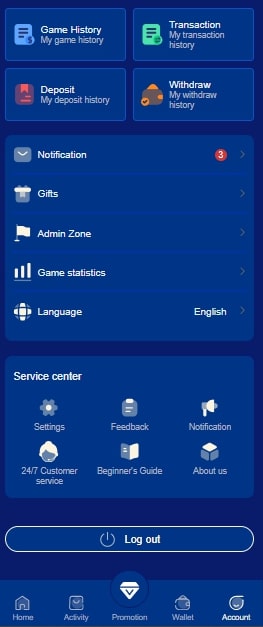 Game History
My game history
Transaction
My transaction
history
Deposit
My deposit history
Withdraw
My withdraw
history
Notification
3
Gifts
Admin Zone
Game statistics
Language
English
Service center
Settings
Feedback
Notification
24/7 Customer
service
Beginner's Guide
About us
Log out
Home
Activity
Promotion
Wallet
Account